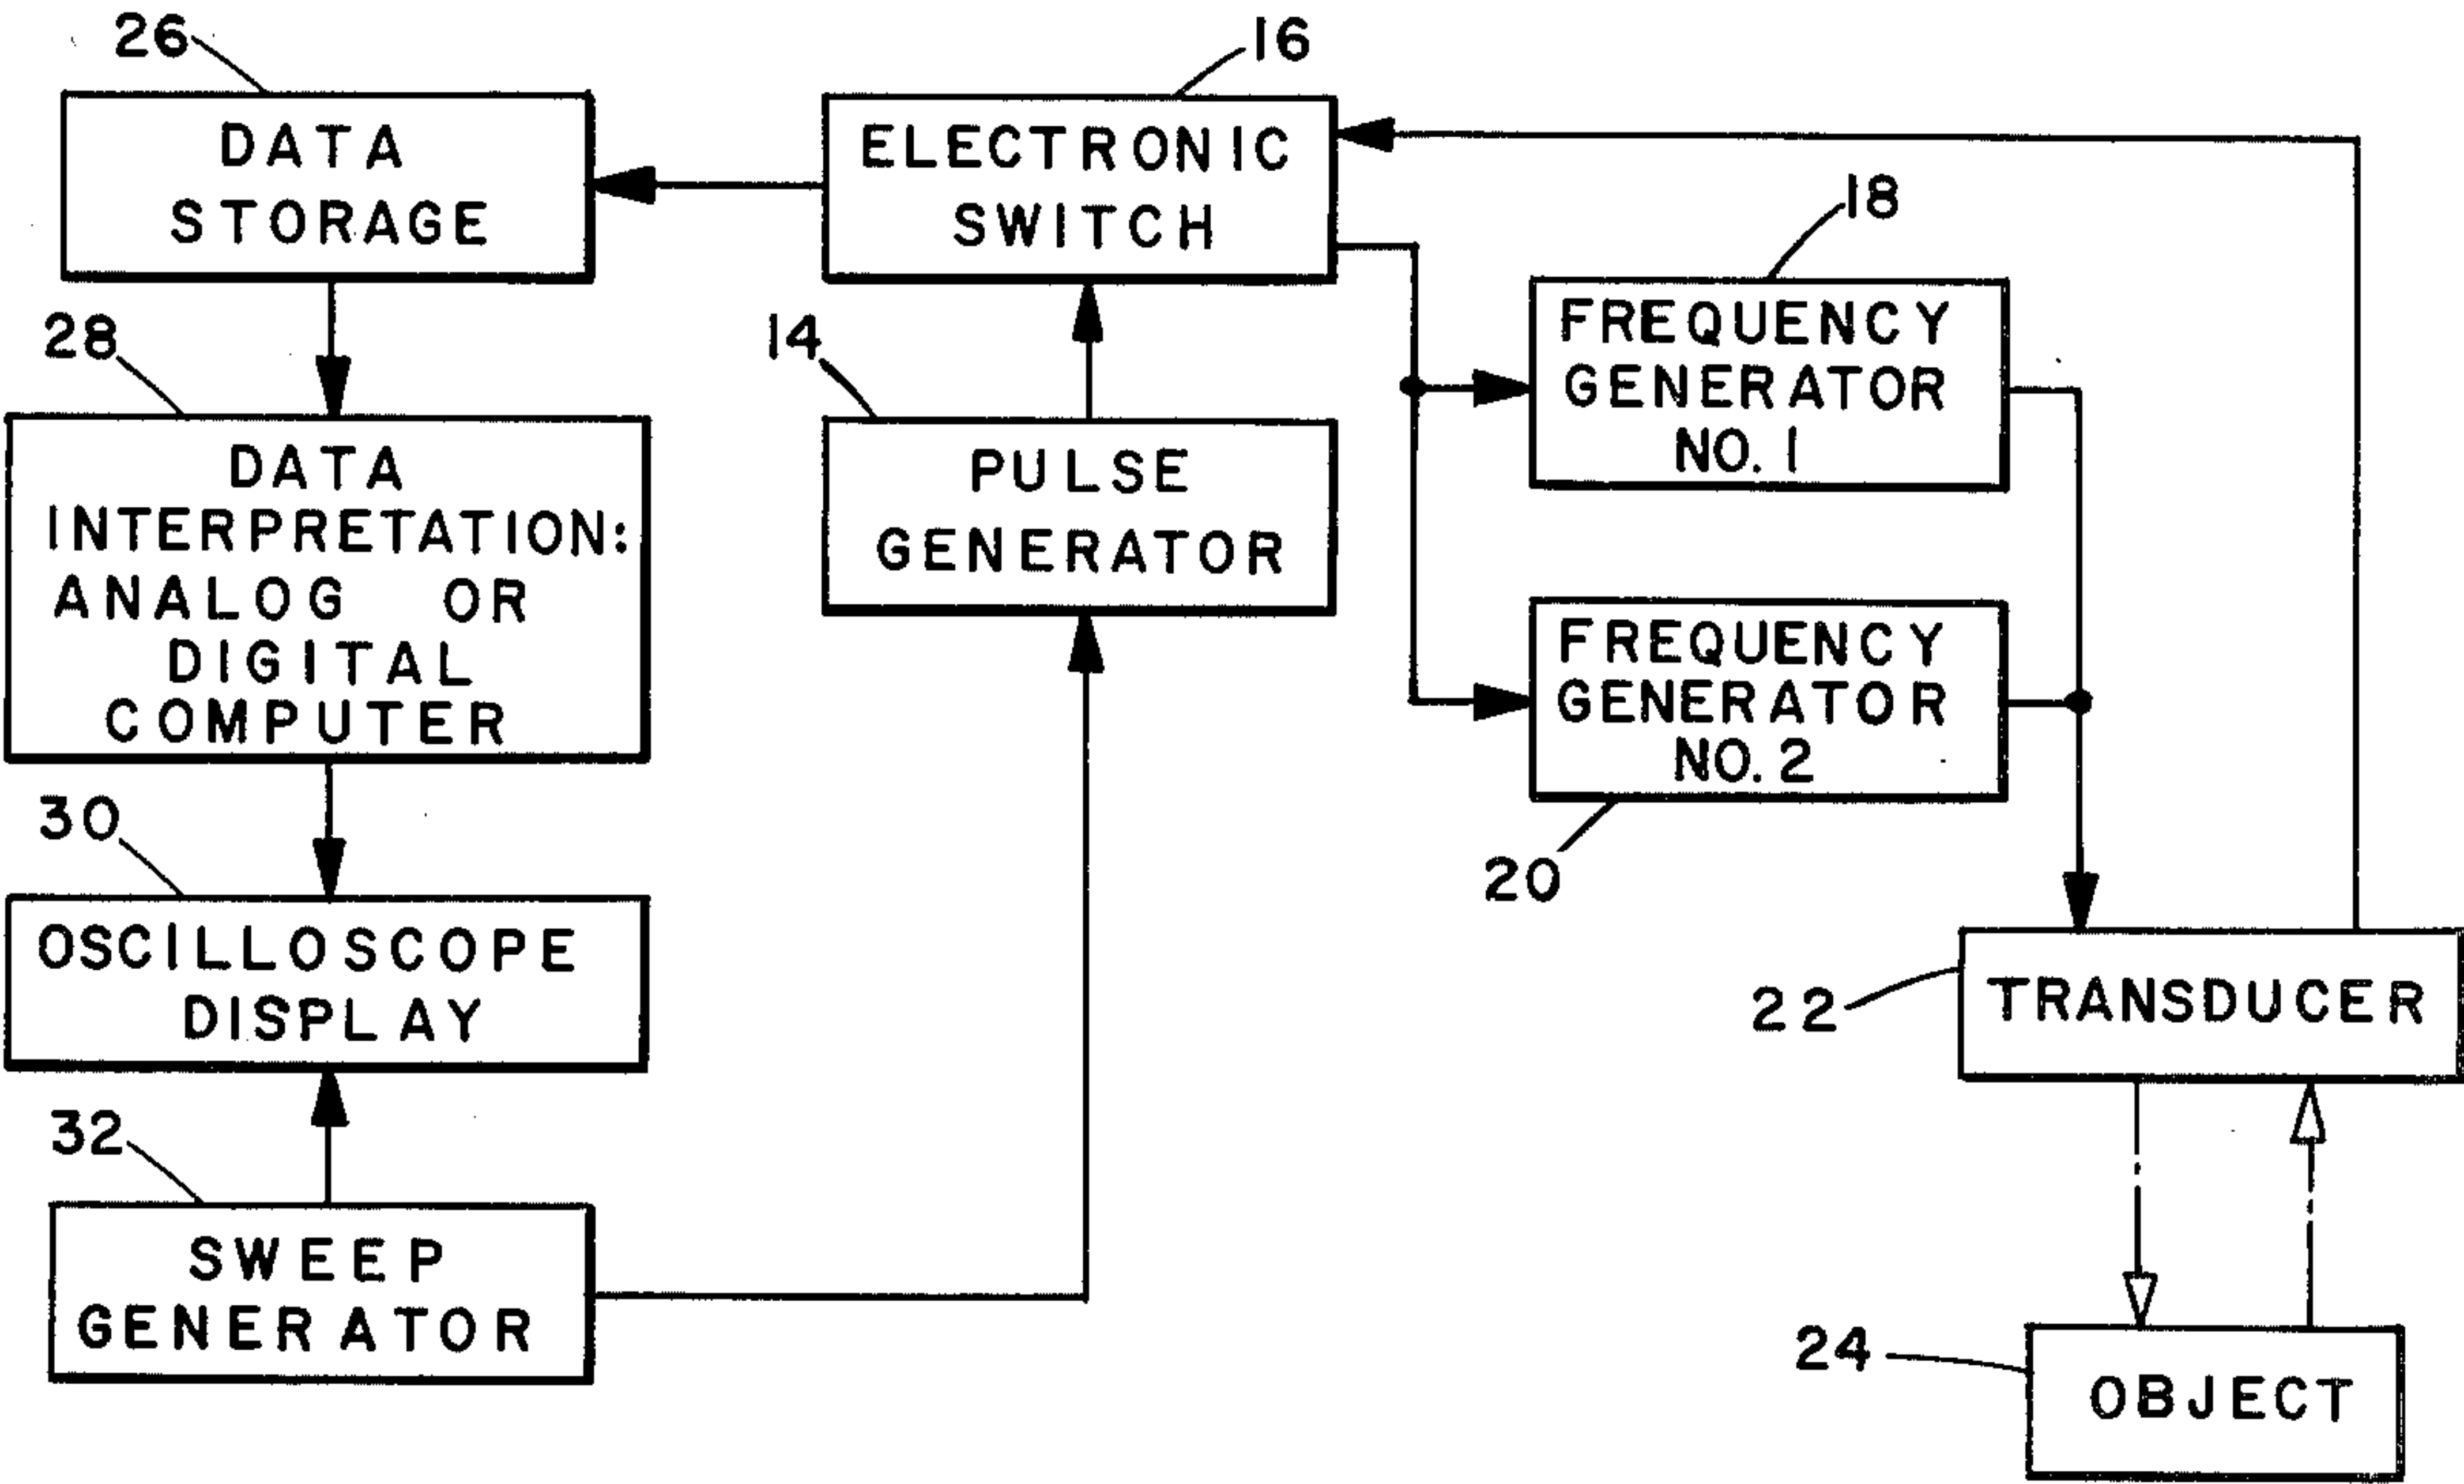 26
DATA
STORAGE
16
ELECTRONIC
SWITCH
18
FREQUENCY
GENERATOR
NO. 1
28
DATA
INTERPRETATION:
ANALOG OR
DIGITAL
COMPUTER
14
PULSE
GENERATOR
FREQUENCY
GENERATOR
NO. 2
20
30
OSCILLOSCOPE
DISPLAY
22
TRANSDUCER
32
SWEEP
GENERATOR
24
OBJECT